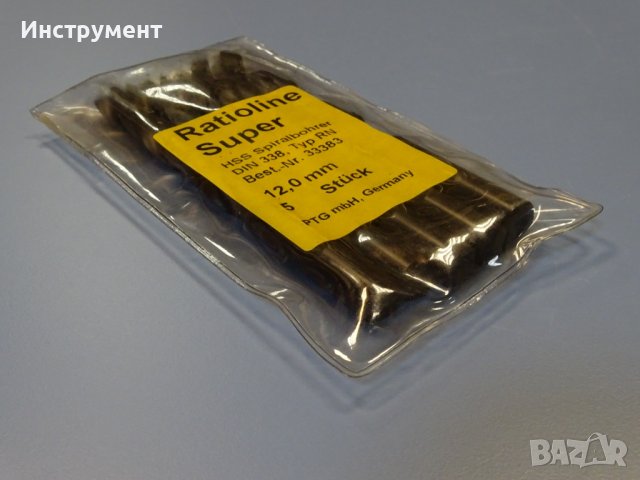 Инструмент
Ratioline
Super
HSS Spiralbohrer
DIN 338, Typ RN
Best.-Nr. 33383
12,0 mm
5 Stück
PTG mbH, Germany
BAZAR